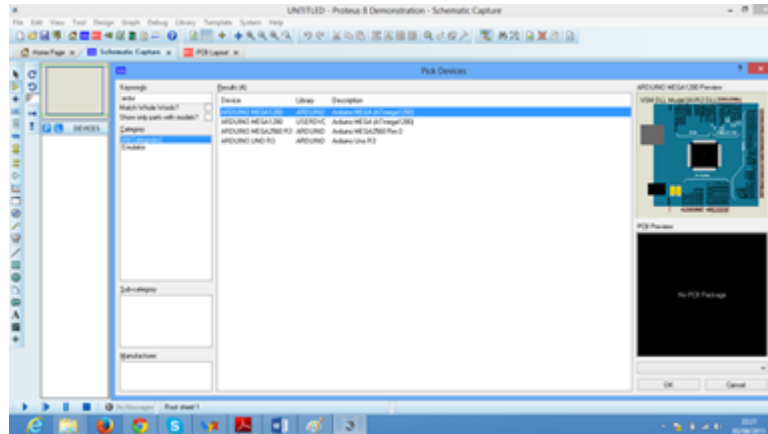 UNTITLED - Proteus 8 Demonstration - Schematic Capture
File Edit View Tool Design Graph Debug Library Template System Help
Home Page Schematic Capture PCB Layout
Pick Devices
Keywords:
ardu
Match Whole Words?
Show only parts with models?
Category:
(All Categories)
Emulator
Sub-category:
Manufacturer:
Results (4):
Device Library Description
ARDUINO MEGA1280 ARDUINO Arduino MEGA (ATmega1280)
ARDUINO MEGA1280 USERDVC Arduino MEGA (ATmega1280)
ARDUINO MEGA2560 R3 ARDUINO Arduino MEGA2560 Rev3
ARDUINO UNO R3 ARDUINO Arduino Uno R3
ARDUINO MEGA1280 Preview
PCB Preview
No PCB Package
OK Cancel
DEVICES
No Messages Root sheet 1